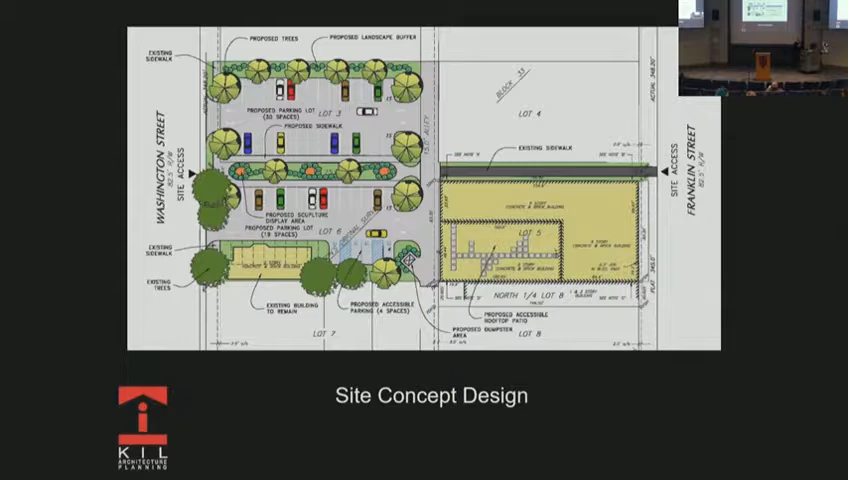 PROPOSED TREES
PROPOSED LANDSCAPE BUFFER
EXISTING
SIDEWALK
PROPOSED PARKING LOT
(30 SPACES)
LOT 3
PROPOSED SIDEWALK
BLOCK 33
LOT 4
EXISTING SIDEWALK
WASHINGTON STREET
82.5' R/W
SITE ACCESS
SITE ACCESS
FRANKLIN STREET
82.5' R/W
PROPOSED SCULPTURE
DISPLAY AREA
PROPOSED PARKING LOT
(19 SPACES)
LOT 6
LOT 5
EXISTING
SIDEWALK
EXISTING
TREES
EXISTING BUILDING
TO REMAIN
PROPOSED ACCESSIBLE
PARKING (4 SPACES)
PROPOSED DUMPSTER
AREA
PROPOSED ACCESSIBLE
ROOFTOP PATIO
NORTH 1/4 LOT 8
LOT 7
LOT 8
Site Concept Design
KIL
ARCHITECTURE
PLANNING